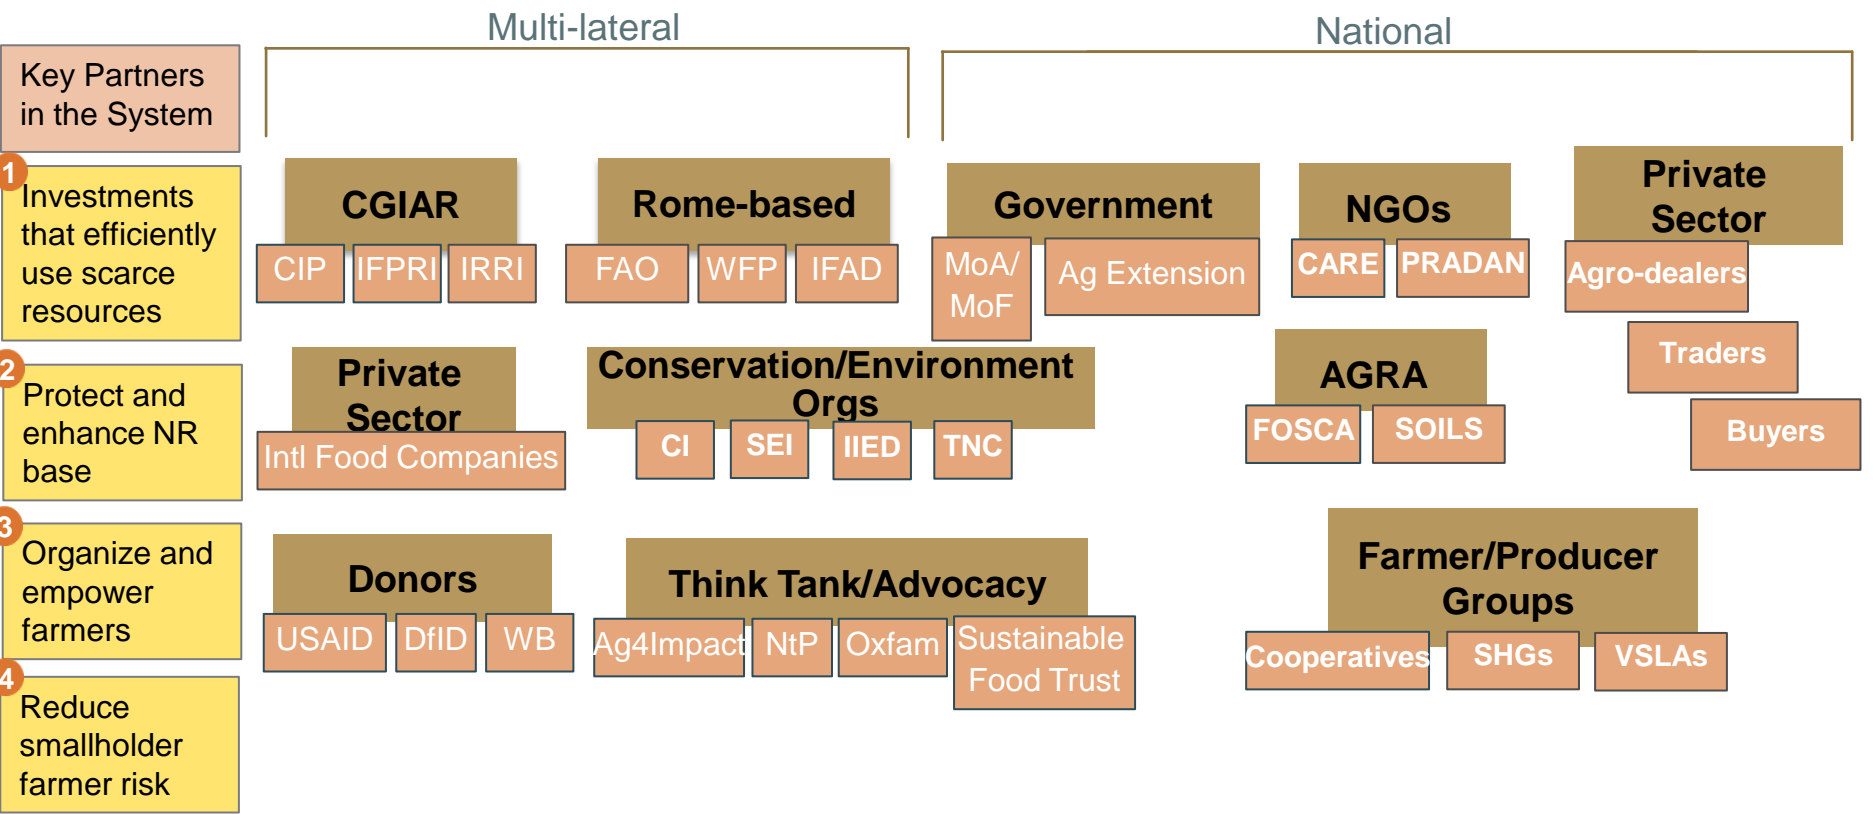 Multi-lateral
National
Key Partners
in the System
1
Investments
that efficiently
use scarce
resources
CGIAR
CIP
IFPRI
IRRI
Rome-based
FAO
WFP
IFAD
Government
MoA/
MoF
Ag Extension
NGOs
CARE
PRADAN
Private
Sector
Agro-dealers
Traders
Buyers
2
Protect and
enhance NR
base
Private
Sector
Intl Food Companies
Conservation/Environment
Orgs
CI
SEI
IIED
TNC
AGRA
FOSCA
SOILS
3
Organize and
empower
farmers
Donors
USAID
DfID
WB
Think Tank/Advocacy
Ag4Impact
NtP
Oxfam
Sustainable
Food Trust
Farmer/Producer
Groups
Cooperatives
SHGs
VSLAs
4
Reduce
smallholder
farmer risk